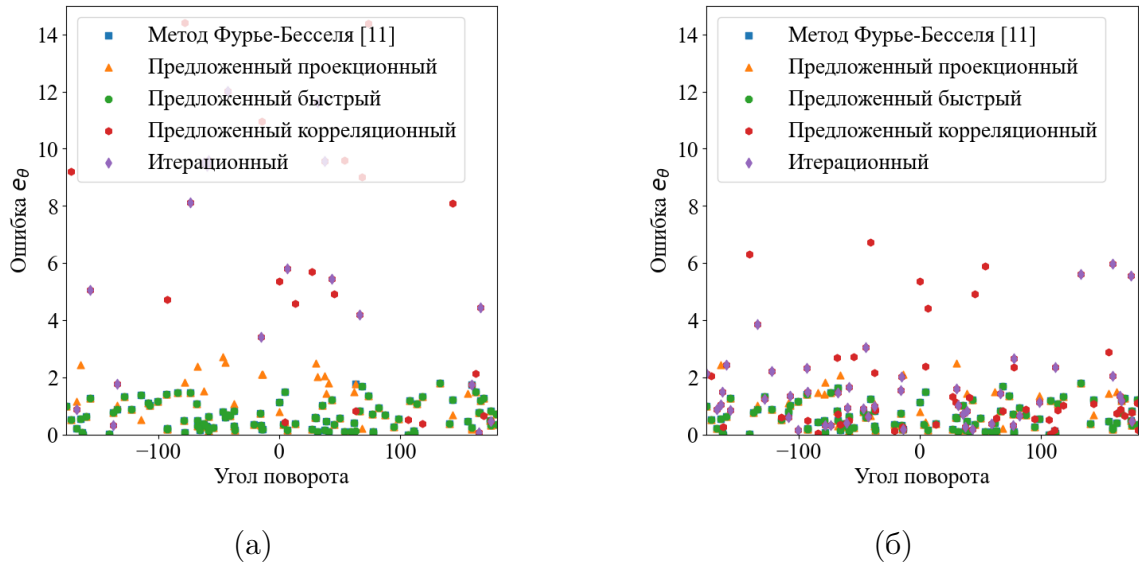 14
12
10
8
6
4
2
0
Ошибка eθ
Метод Фурье-Бесселя [11]
Предложенный проекционный
Предложенный быстрый
Предложенный корреляционный
Итерационный
−100
0
100
Угол поворота
(а)
14
12
10
8
6
4
2
0
Ошибка eθ
Метод Фурье-Бесселя [11]
Предложенный проекционный
Предложенный быстрый
Предложенный корреляционный
Итерационный
−100
0
100
Угол поворота
(б)